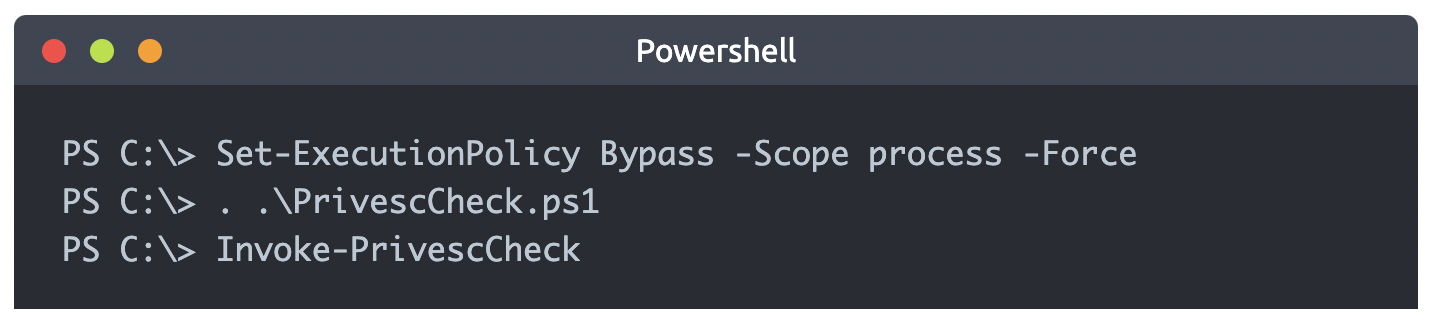 Powershell
PS C:\> Set-ExecutionPolicy Bypass -Scope process -Force
PS C:\> . .\PrivescCheck.ps1
PS C:\> Invoke-PrivescCheck